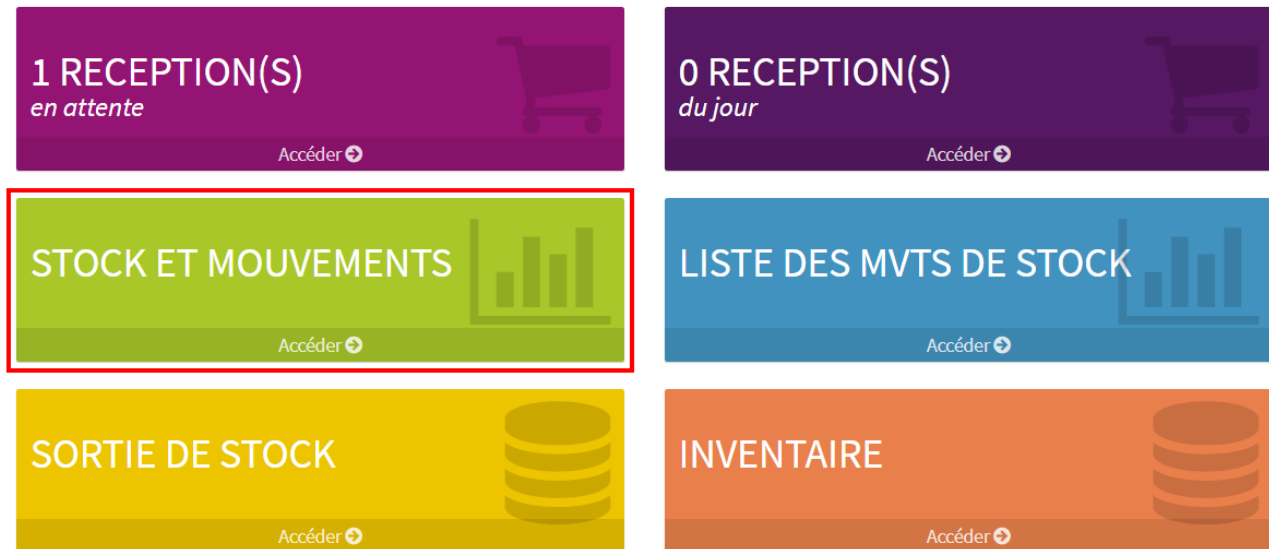 1 RECEPTION(S)
en attente
Accéder
0 RECEPTION(S)
du jour
Accéder
STOCK ET MOUVEMENTS
Accéder
LISTE DES MVTS DE STOCK
Accéder
SORTIE DE STOCK
Accéder
INVENTAIRE
Accéder